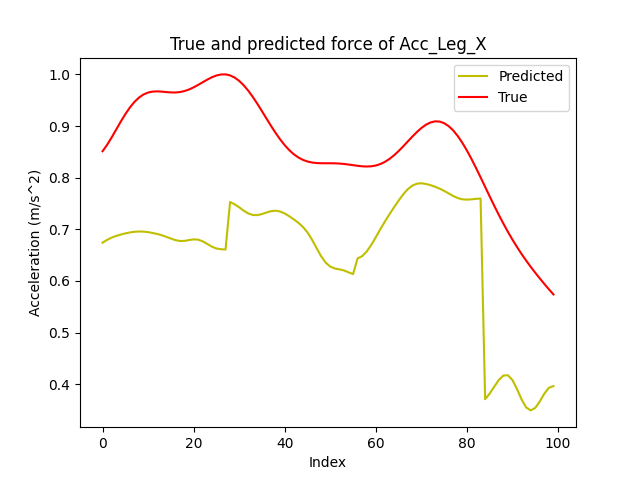 True and predicted force of Acc_Leg_X
Predicted
True
Acceleration (m/s^2)
1.0
0.9
0.8
0.7
0.6
0.5
0.4
0 20 40 60 80 100
Index